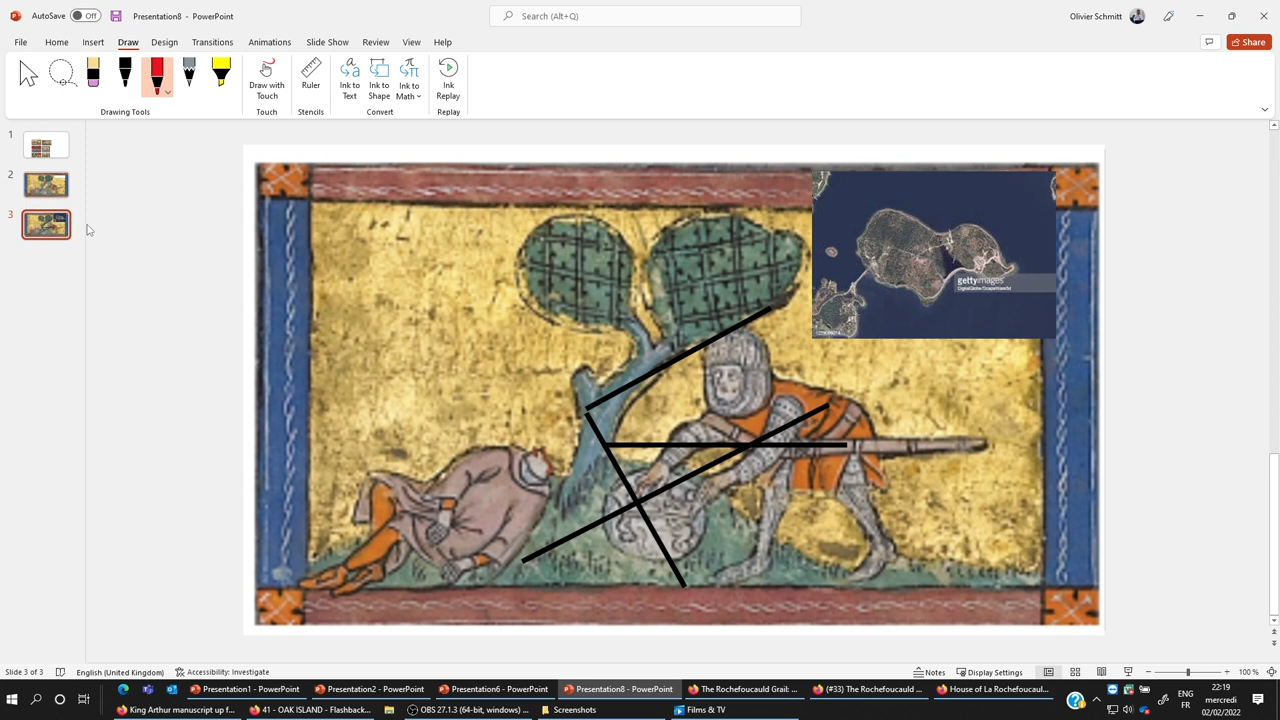 AutoSave Off Presentation8 - PowerPoint Search (Alt+Q) Olivier Schmitt
File Home Insert Draw Design Transitions Animations Slide Show Review View Help Share
Draw with Touch
Ruler
Ink to Text
Ink to Shape
Ink to Math
Ink Replay
Drawing Tools Touch Stencils Convert Replay
1
2
3
gettyimages
Slide 3 of 3 English (United Kingdom) Accessibility: Investigate Notes Display Settings 100 %
Presentation1 - PowerPoint Presentation2 - PowerPoint Presentation6 - PowerPoint Presentation8 - PowerPoint The Rochefoucauld Grail: ... (#33) The Rochefoucauld ... House of La Rochefoucaul...
King Arthur manuscript up f... 41 - OAK ISLAND - Flashback... OBS 27.1.3 (64-bit, windows) ... Screenshots Films & TV
ENG
FR
22:19
mercredi
02/02/2022